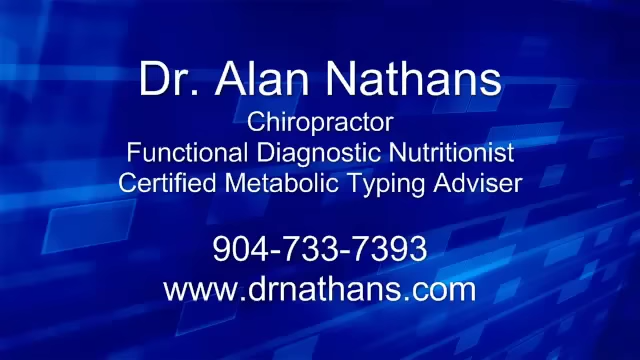 Dr. Alan Nathans
Chiropractor
Functional Diagnostic Nutritionist
Certified Metabolic Typing Adviser
904-733-7393
www.drnathans.com